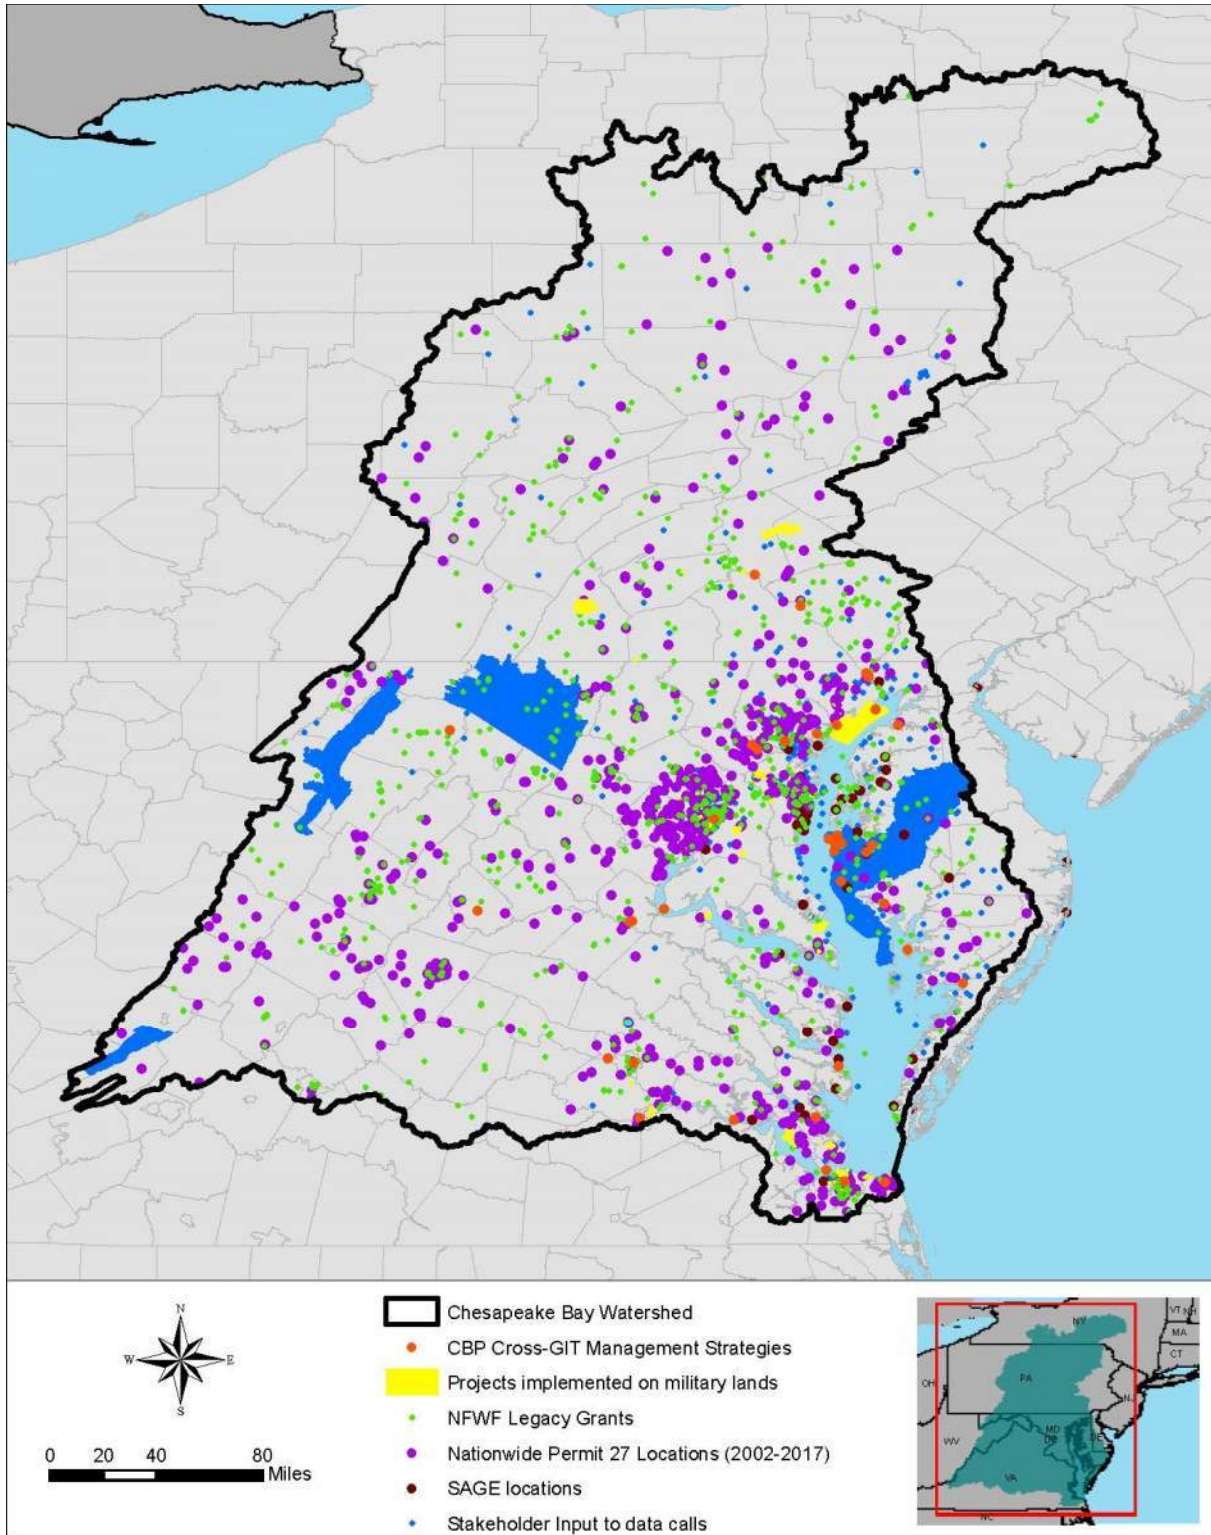 N
W E
S
0 20 40 80
Miles
Chesapeake Bay Watershed
CBP Cross-GIT Management Strategies
Projects implemented on military lands
NFWF Legacy Grants
Nationwide Permit 27 Locations (2002-2017)
SAGE locations
Stakeholder Input to data calls
VT NH
NY
MA
CT
PA
OH
NJ
MD
DC
DE
WV
VA
NC